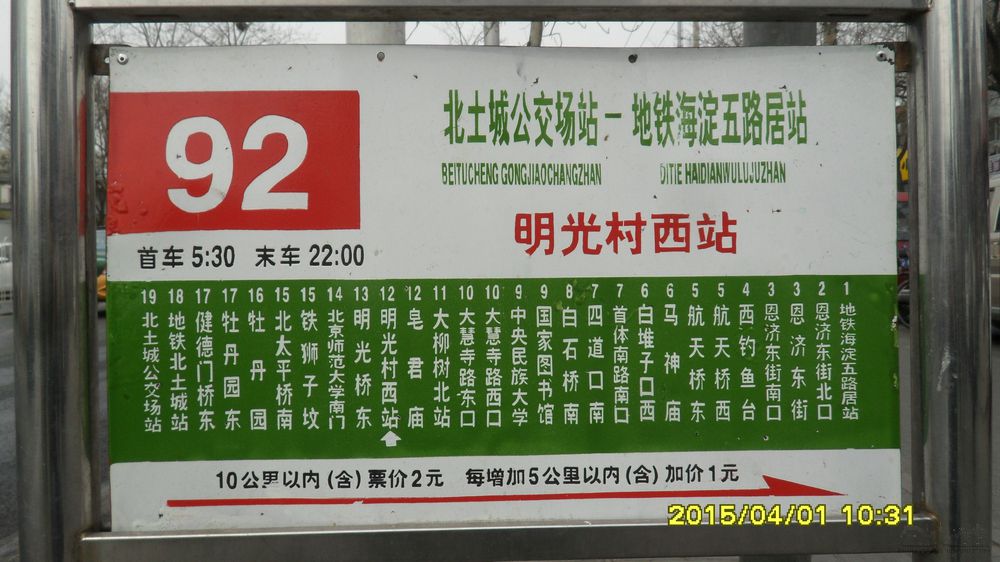 92
北土城公交场站－地铁海淀五路居站
BEITUCHENG GONGJIAOCHANGZHAN DITIE HAIDIANWULUJUZHAN
明光村西站
首车 5:30 末车 22:00
19 北土城公交场站
18 地铁北土城站
17 健德门桥东
17 牡丹园东
16 牡丹园
15 北太平桥南
15 铁狮子坟
14 北京师范大学南门
13 明光桥东
12 明光村西站
12 皂君庙
11 大柳树北站
10 大慧寺路东口
10 大慧寺路西口
9 中央民族大学
9 国家图书馆
8 白石桥南
7 四道口南
7 首体南路南口
6 白堆子口西
6 马神庙
5 航天桥东
5 航天桥西
4 西钓鱼台
3 恩济东街南口
3 恩济东街
2 恩济东街北口
1 地铁海淀五路居站
10公里以内(含)票价2元 每增加5公里以内(含)加价1元
2015/04/01 10:31